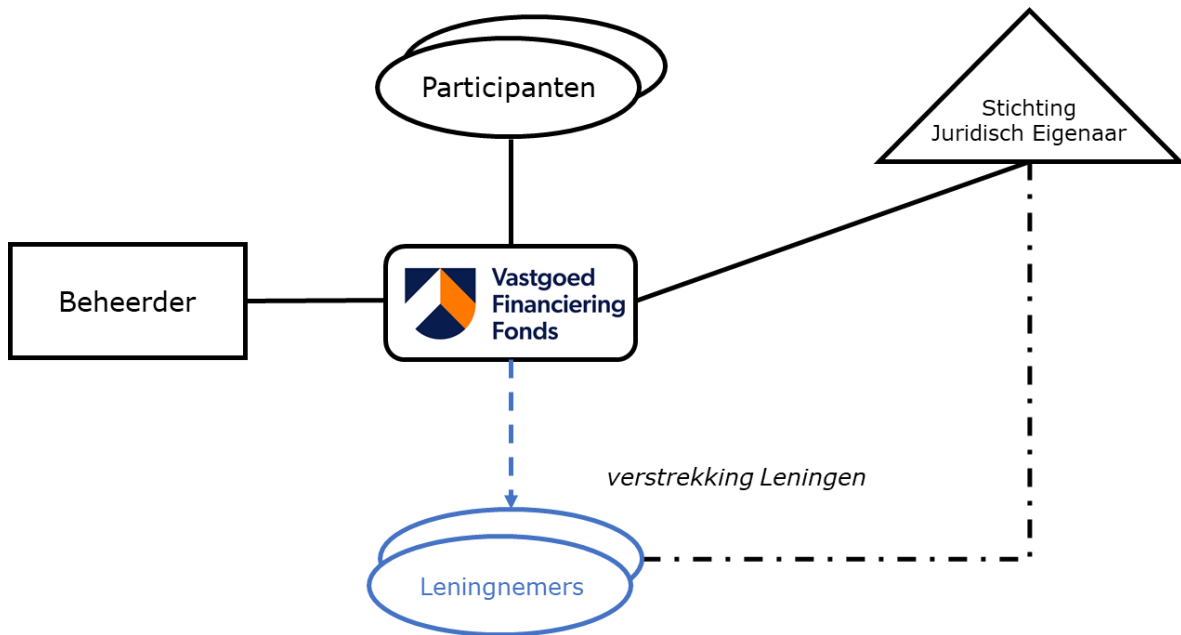 Participanten
Stichting
Juridisch Eigenaar
Beheerder
Vastgoed
Financiering
Fonds
verstrekking Leningen
Leningnemers